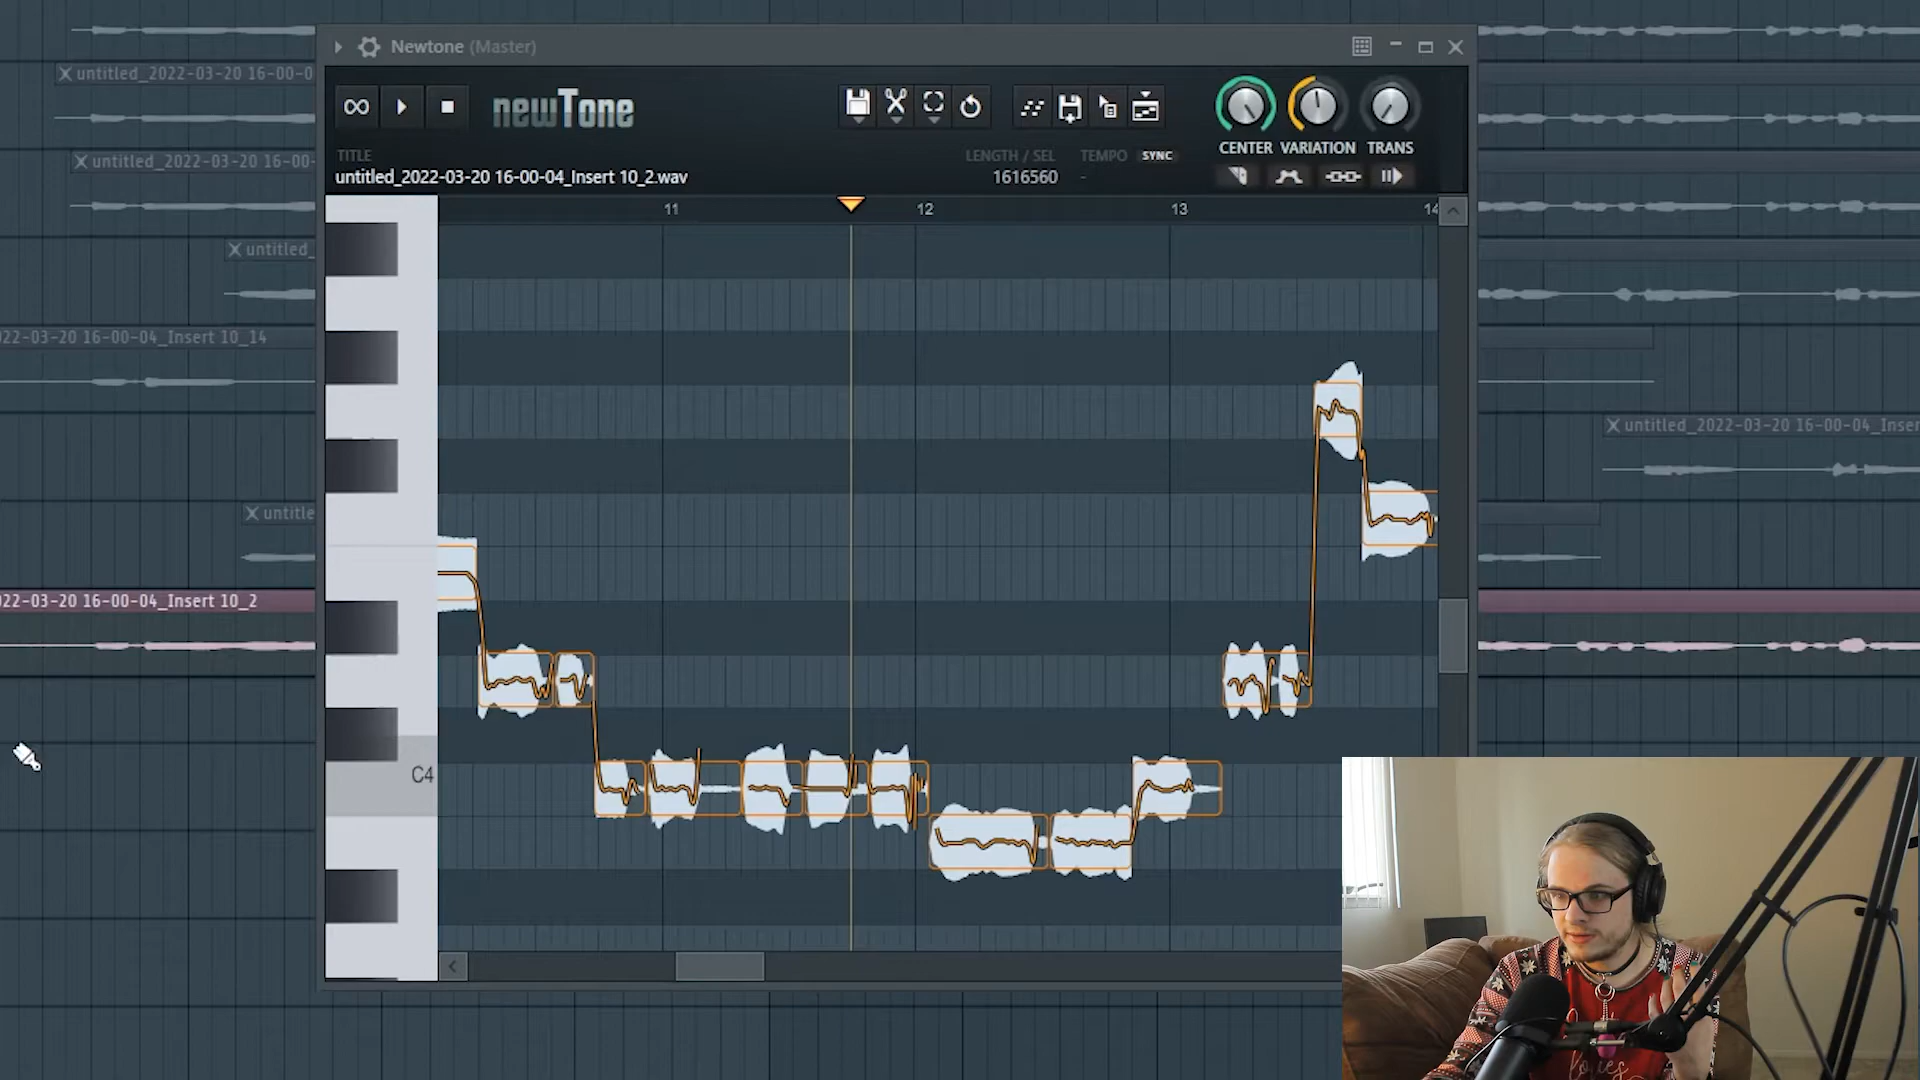 Newtone (Master)
untitled_2022-03-20 16-00-0
untitled_2022-03-20 16-00-
untitled_
022-03-20 16-00-04_Insert 10_14
untitle
022-03-20 16-00-04_Insert 10_2
newTone
TITLE
untitled_2022-03-20 16-00-04_Insert 10_2.wav
LENGTH / SEL
1616560
TEMPO
SYNC
-
CENTER
VARIATION
TRANS
11
12
13
14
C4
untitled_2022-03-20 16-00-04_Inser